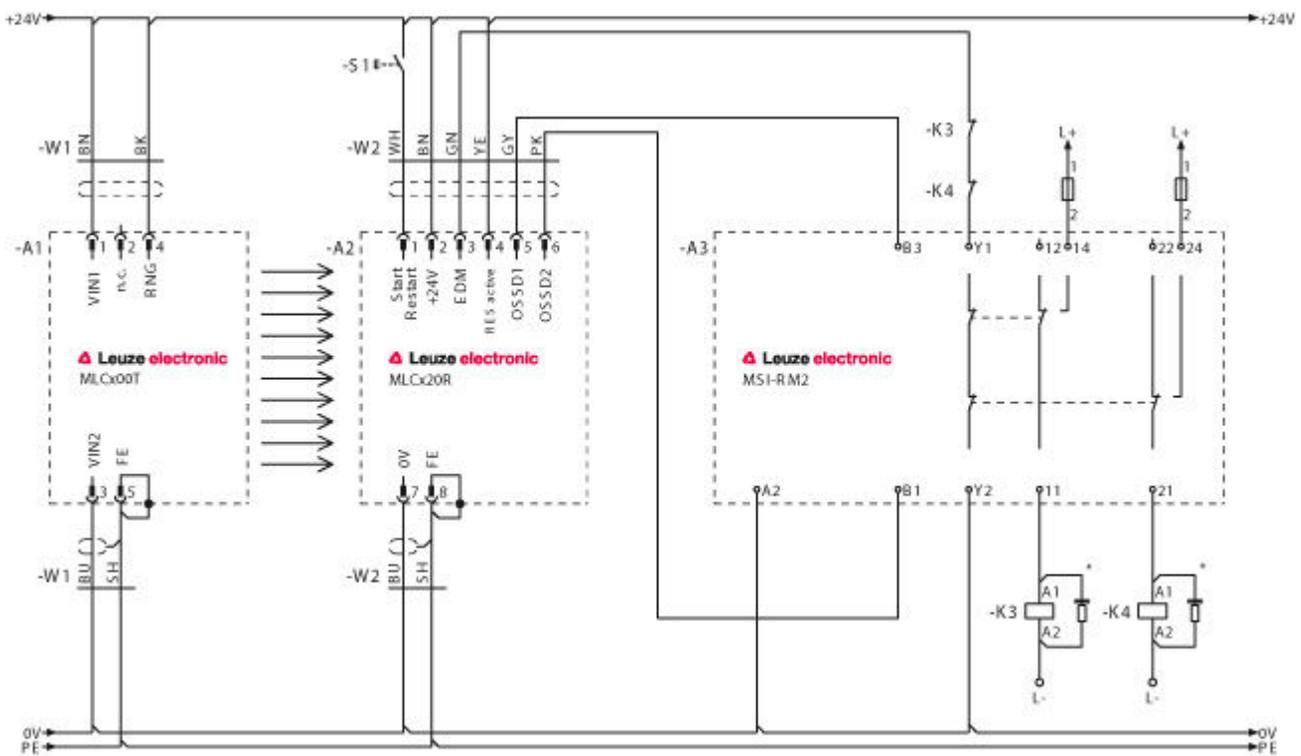 +24V +24V
-S1
-K3 L+ L+
-W1 BN BK -W2 WH BN GN YE GY PK
1 1
-K4
2 2
-A1 1 2 4 -A2 1 2 3 4 5 6 -A3 B3 Y1 12 14 22 24
VIN1 n.c. RNG Start Restart +24V EDM RES active OSSD1 OSSD2
Leuze electronic Leuze electronic Leuze electronic
MLCx00T MLCx20R MSI-RM2
VIN2 FE 0V FE
3 5 7 8 A2 B1 Y2 11 21
-W1 BU SH -W2 BU SH
* *
A1 A1
-K3 -K4
A2 A2
L- L-
0V 0V
PE PE